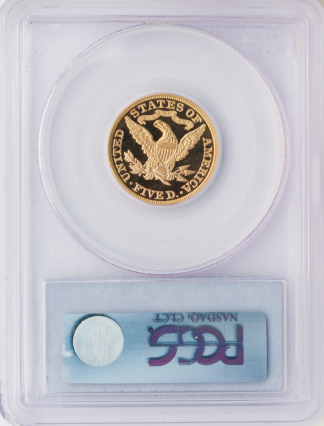 UNITED STATES OF AMERICA
· FIVE D. ·
PCGS
NASDAQ, CLCT